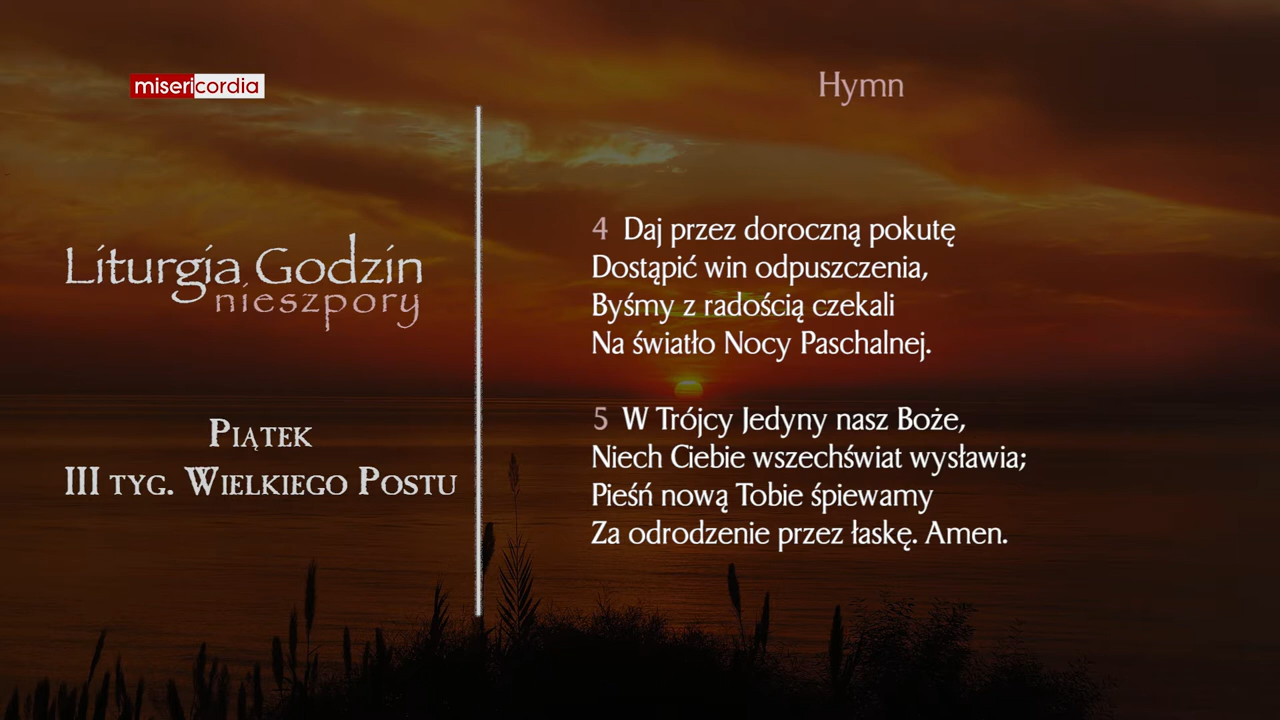 misericordia
Hymn
Liturgia Godzin
nieszpory
Piątek
III tyg. Wielkiego Postu
4 Daj przez doroczną pokutę
Dostąpić win odpuszczenia,
Byśmy z radością czekali
Na światło Nocy Paschalnej.
5 W Trójcy Jedyny nasz Boże,
Niech Ciebie wszechświat wysławia;
Pieśń nową Tobie śpiewamy
Za odrodzenie przez łaskę. Amen.